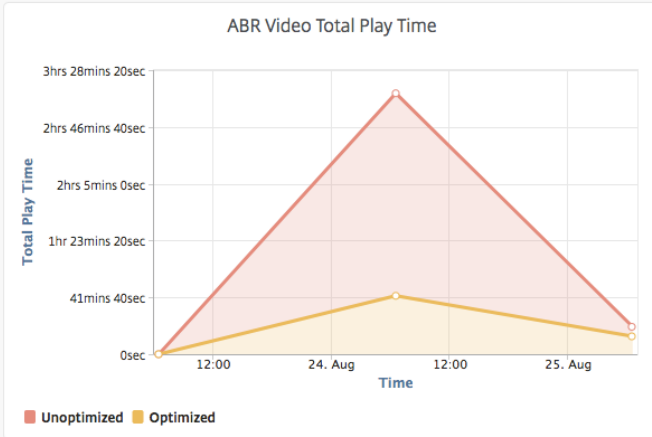 ABR Video Total Play Time
3hrs 28mins 20sec
2hrs 46mins 40sec
2hrs 5mins 0sec
1hr 23mins 20sec
41mins 40sec
0sec
Total Play Time
12:00
24. Aug
12:00
25. Aug
Time
Unoptimized
Optimized